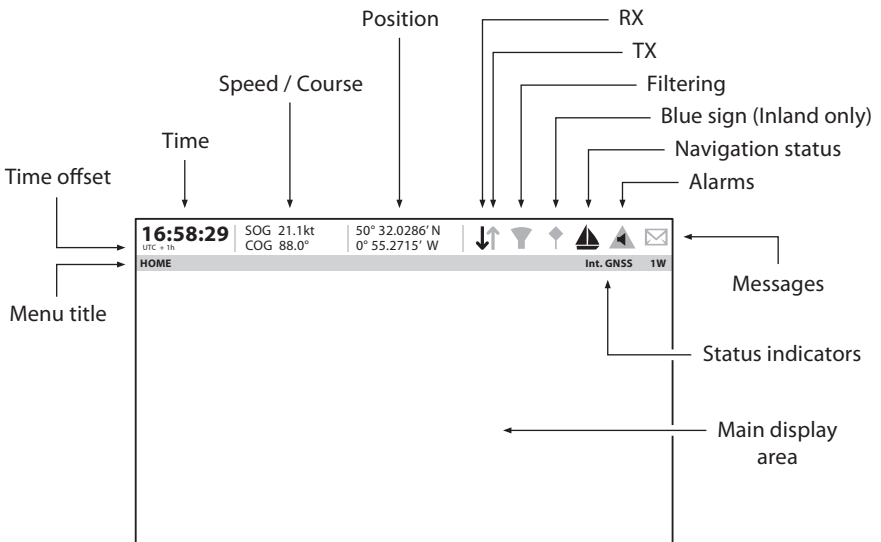 Position
RX
TX
Speed / Course
Filtering
Blue sign (Inland only)
Time
Navigation status
Time offset
Alarms
16:58:29
UTC + 1h
SOG 21.1kt
COG 88.0°
50° 32.0286’ N
0° 55.2715’ W
HOME
Int. GNSS 1W
Menu title
Messages
Status indicators
Main display
area